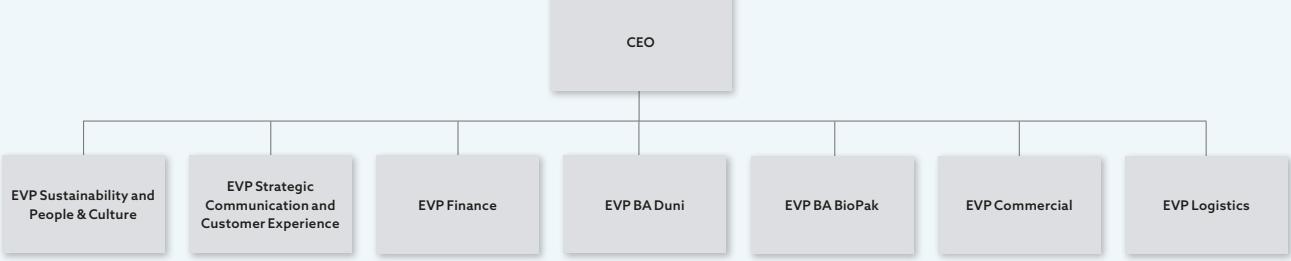 CEO
EVP Sustainability and
People & Culture
EVP Strategic
Communication and
Customer Experience
EVP Finance
EVP BA Duni
EVP BA BioPak
EVP Commercial
EVP Logistics